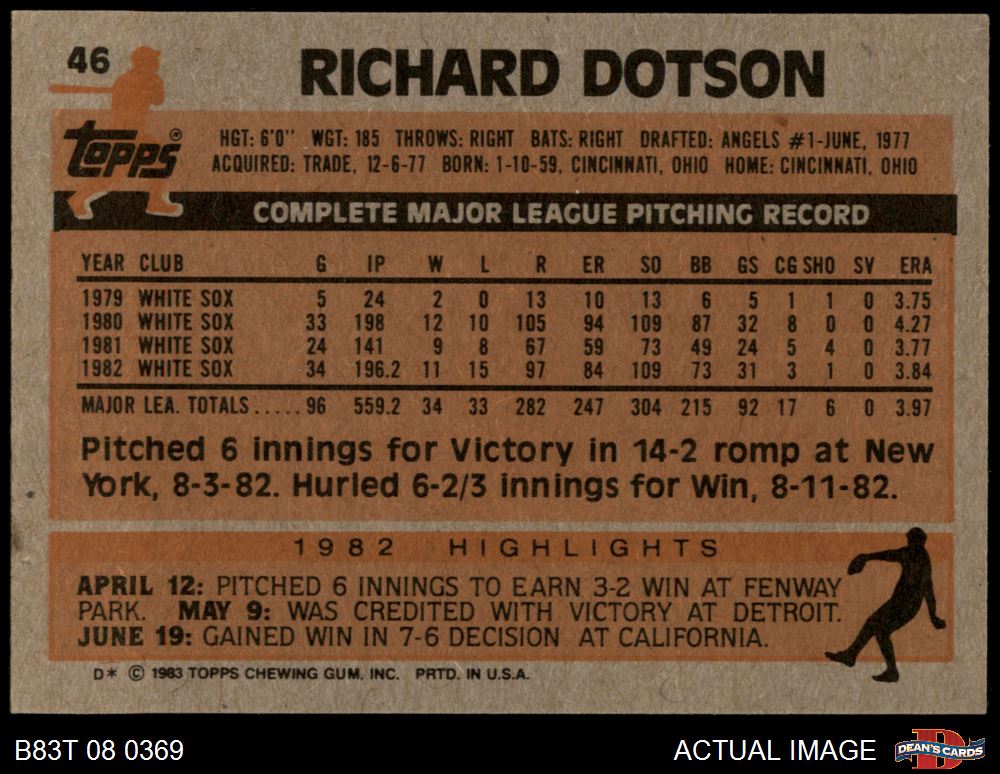 46
RICHARD DOTSON
topps®
HGT: 6'0" WGT: 185 THROWS: RIGHT BATS: RIGHT DRAFTED: ANGELS #1-JUNE, 1977
ACQUIRED: TRADE, 12-6-77 BORN: 1-10-59, CINCINNATI, OHIO HOME: CINCINNATI, OHIO
COMPLETE MAJOR LEAGUE PITCHING RECORD
YEAR CLUB G IP W L R ER SO BB GS CG SHO SV ERA
1979 WHITE SOX 5 24 2 0 13 10 13 6 5 1 1 0 3.75
1980 WHITE SOX 33 198 12 10 105 94 109 87 32 8 0 0 4.27
1981 WHITE SOX 24 141 9 8 67 59 73 49 24 5 4 0 3.77
1982 WHITE SOX 34 196.2 11 15 97 84 109 73 31 3 1 0 3.84
MAJOR LEA. TOTALS..... 96 559.2 34 33 282 247 304 215 92 17 6 0 3.97
Pitched 6 innings for Victory in 14-2 romp at New
York, 8-3-82. Hurled 6-2/3 innings for Win, 8-11-82.
1982 HIGHLIGHTS
APRIL 12: PITCHED 6 INNINGS TO EARN 3-2 WIN AT FENWAY
PARK. MAY 9: WAS CREDITED WITH VICTORY AT DETROIT.
JUNE 19: GAINED WIN IN 7-6 DECISION AT CALIFORNIA.
D* © 1983 TOPPS CHEWING GUM, INC. PRTD. IN U.S.A.
B83T 08 0369
ACTUAL IMAGE
D
DEAN'S CARDS